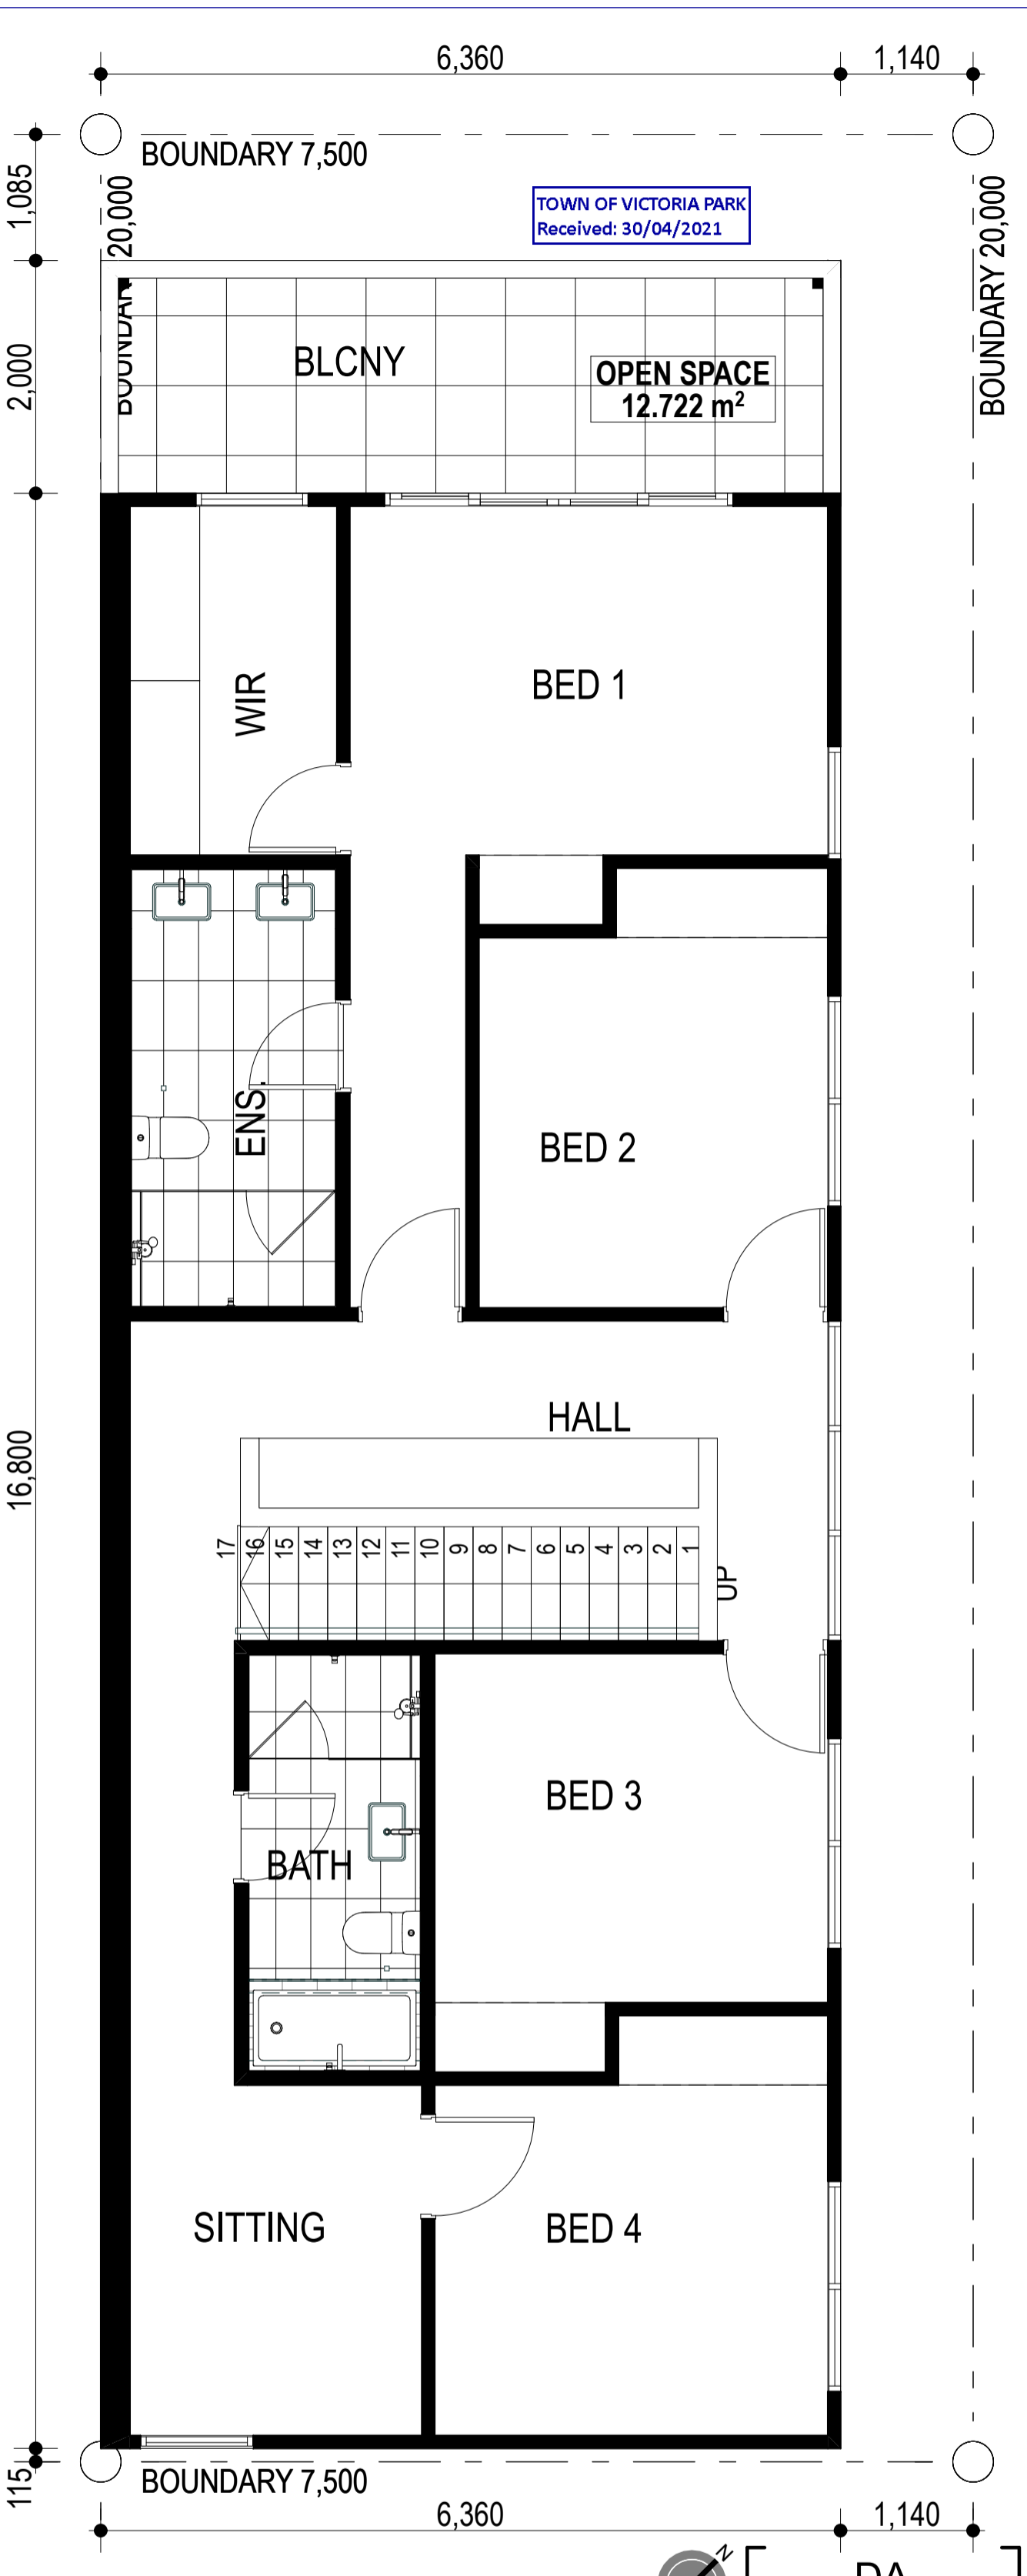 6,360
1,140
BOUNDARY 7,500
1,085
20,000
TOWN OF VICTORIA PARK
Received: 30/04/2021
BOUNDARY 20,000
2,000
BLCNY
OPEN SPACE
12.722 m²
WIR
BED 1
ENS.
BED 2
16,800
HALL
17 16 15 14 13 12 11 10 9 8 7 6 5 4 3 2 1
UP
BED 3
BATH
SITTING
BED 4
115
BOUNDARY 7,500
6,360
1,140
N
DA